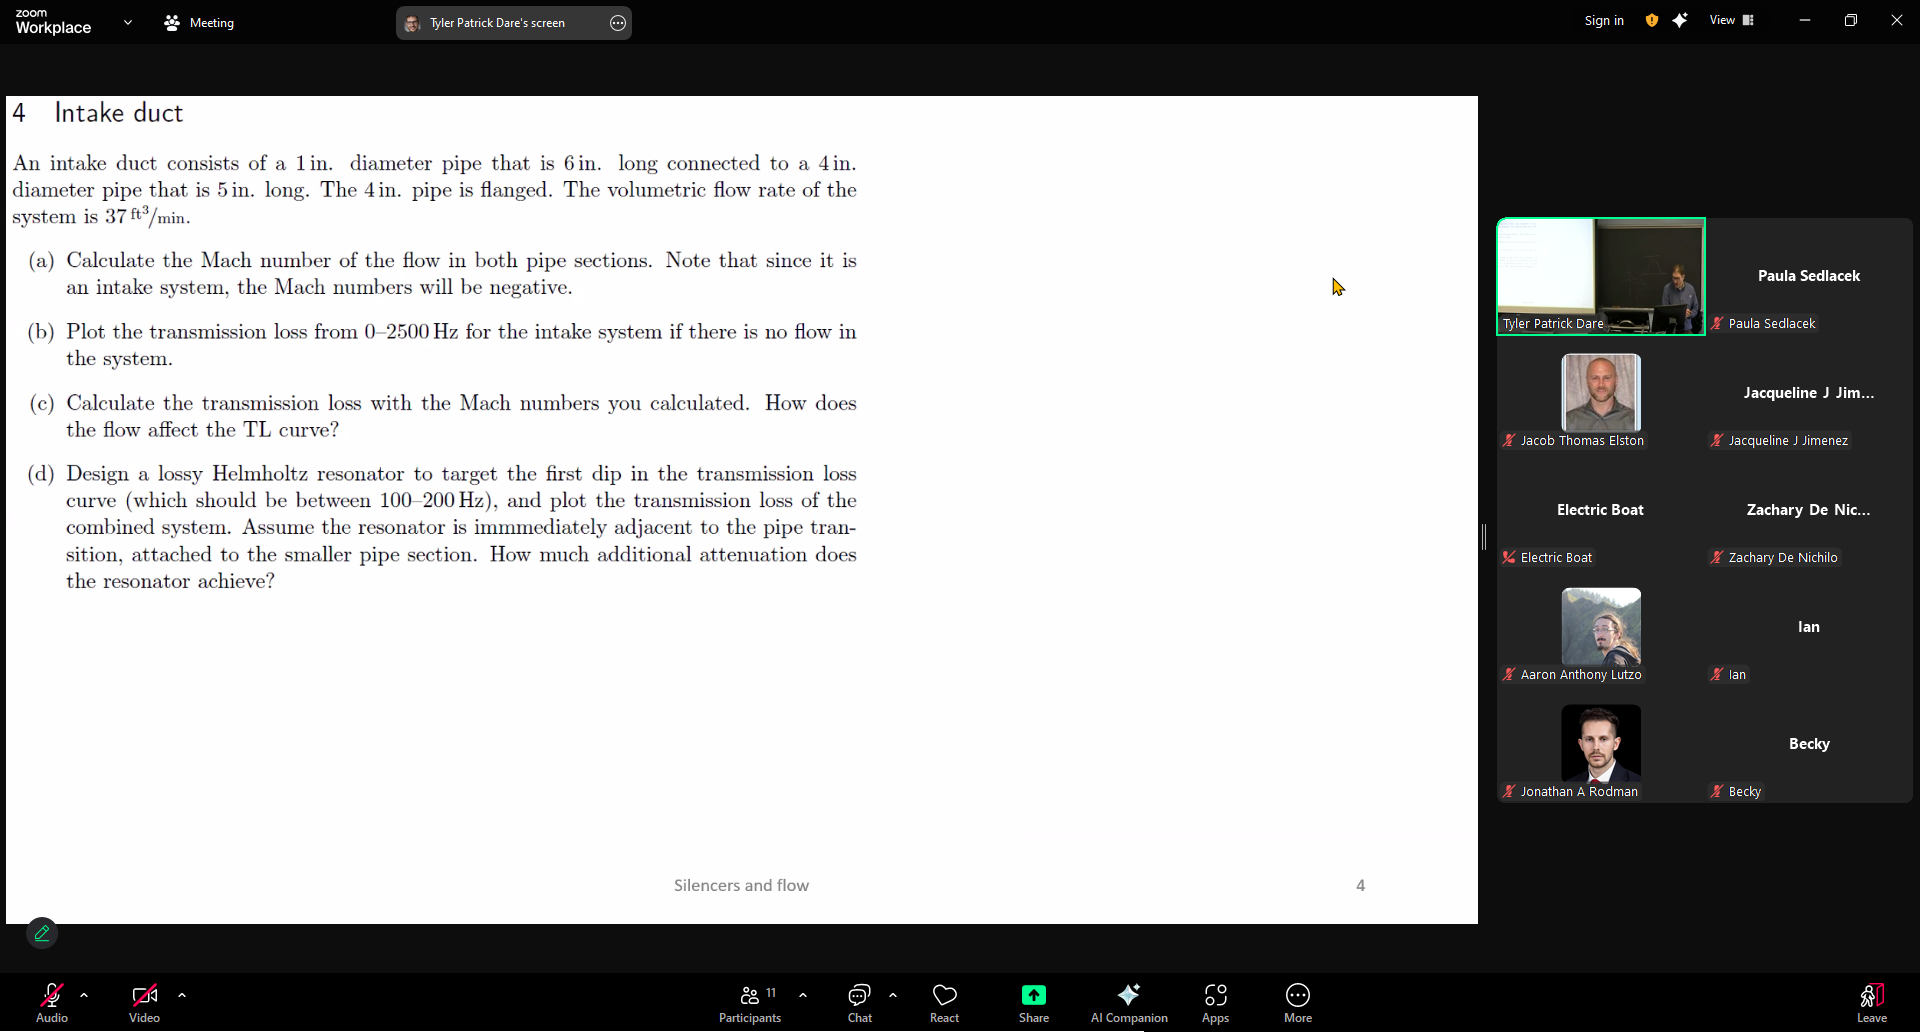 zoom
Workplace
Meeting
Tyler Patrick Dare's screen
Sign in
View
4 Intake duct
An intake duct consists of a 1 in. diameter pipe that is 6 in. long connected to a 4 in.
diameter pipe that is 5 in. long. The 4 in. pipe is flanged. The volumetric flow rate of the
system is 37 ft³/min.
(a) Calculate the Mach number of the flow in both pipe sections. Note that since it is
an intake system, the Mach numbers will be negative.
(b) Plot the transmission loss from 0–2500 Hz for the intake system if there is no flow in
the system.
(c) Calculate the transmission loss with the Mach numbers you calculated. How does
the flow affect the TL curve?
(d) Design a lossy Helmholtz resonator to target the first dip in the transmission loss
curve (which should be between 100–200 Hz), and plot the transmission loss of the
combined system. Assume the resonator is immmediately adjacent to the pipe tran-
sition, attached to the smaller pipe section. How much additional attenuation does
the resonator achieve?
Silencers and flow
4
Tyler Patrick Dare
Paula Sedlacek
Paula Sedlacek
Jacob Thomas Elston
Jacqueline J Jim...
Jacqueline J Jimenez
Electric Boat
Electric Boat
Zachary De Nic...
Zachary De Nichilo
Aaron Anthony Lutzo
Ian
Ian
Jonathan A Rodman
Becky
Becky
Audio
Video
Participants
11
Chat
React
Share
AI Companion
Apps
More
Leave